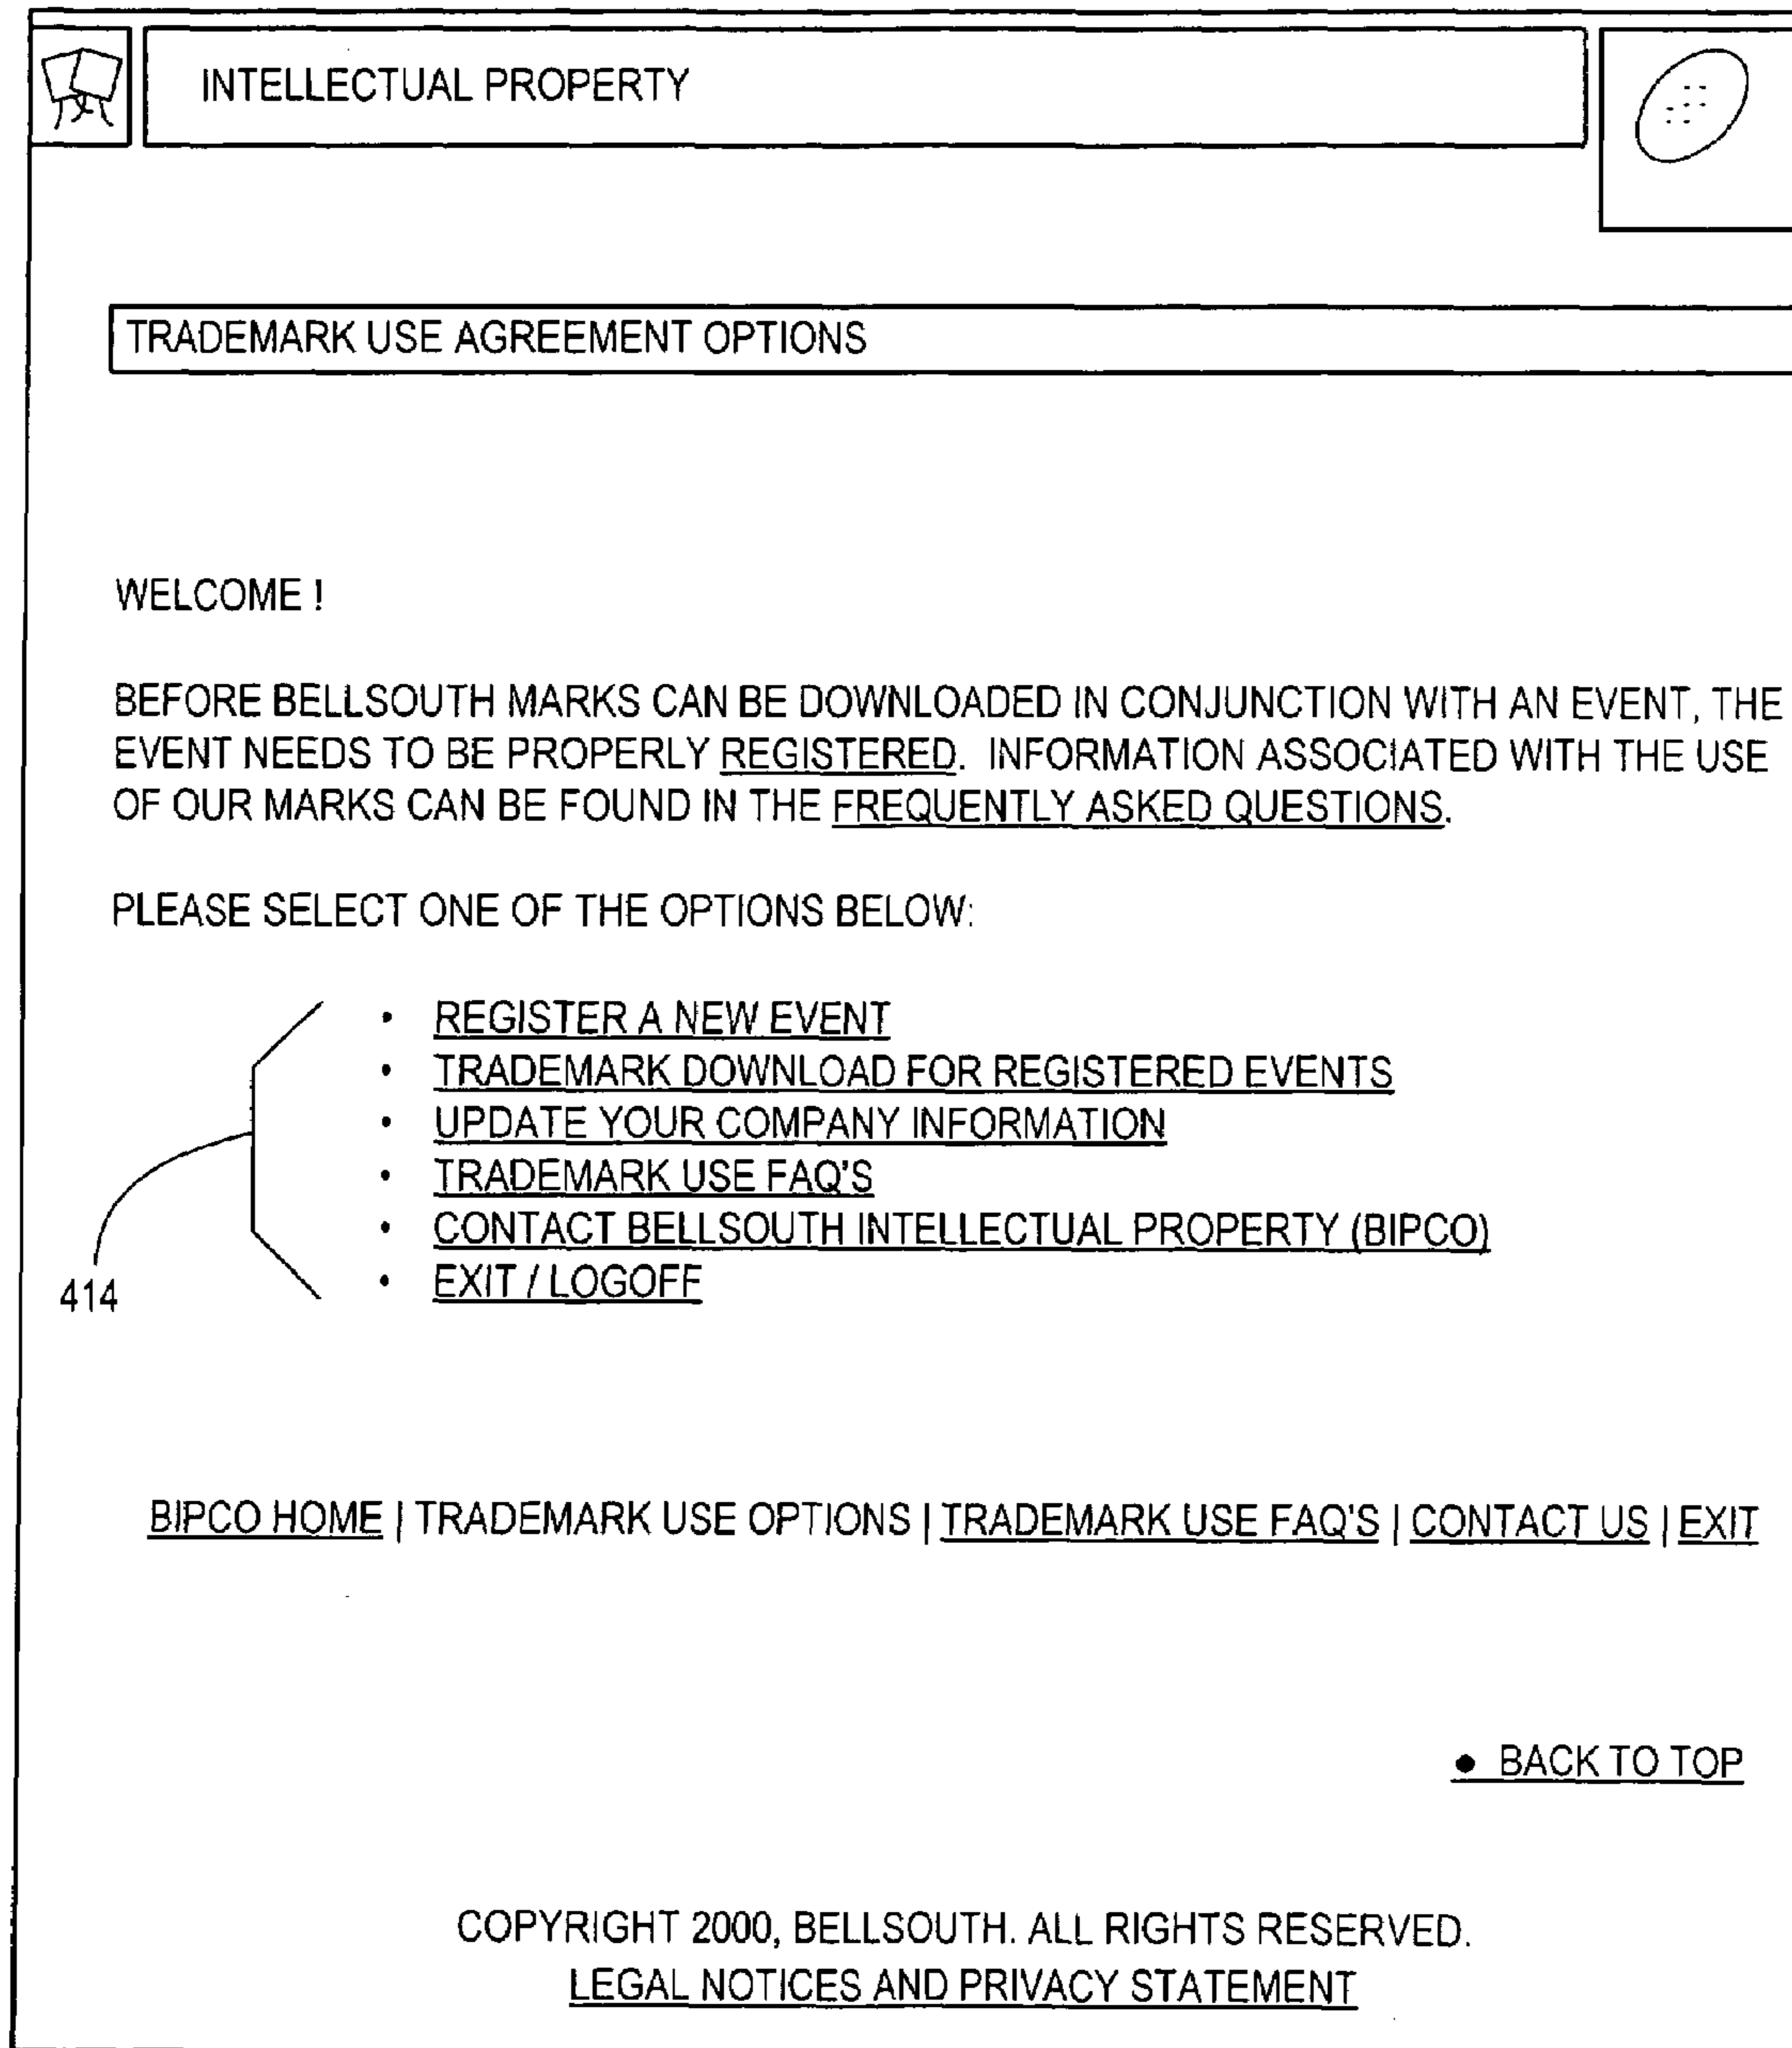 INTELLECTUAL PROPERTY
TRADEMARK USE AGREEMENT OPTIONS
WELCOME !
BEFORE BELLSOUTH MARKS CAN BE DOWNLOADED IN CONJUNCTION WITH AN EVENT, THE
EVENT NEEDS TO BE PROPERLY REGISTERED. INFORMATION ASSOCIATED WITH THE USE
OF OUR MARKS CAN BE FOUND IN THE FREQUENTLY ASKED QUESTIONS.
PLEASE SELECT ONE OF THE OPTIONS BELOW:
• REGISTER A NEW EVENT
• TRADEMARK DOWNLOAD FOR REGISTERED EVENTS
• UPDATE YOUR COMPANY INFORMATION
• TRADEMARK USE FAQ'S
• CONTACT BELLSOUTH INTELLECTUAL PROPERTY (BIPCO)
• EXIT / LOGOFF
414
BIPCO HOME | TRADEMARK USE OPTIONS | TRADEMARK USE FAQ'S | CONTACT US | EXIT
• BACK TO TOP
COPYRIGHT 2000, BELLSOUTH. ALL RIGHTS RESERVED.
LEGAL NOTICES AND PRIVACY STATEMENT